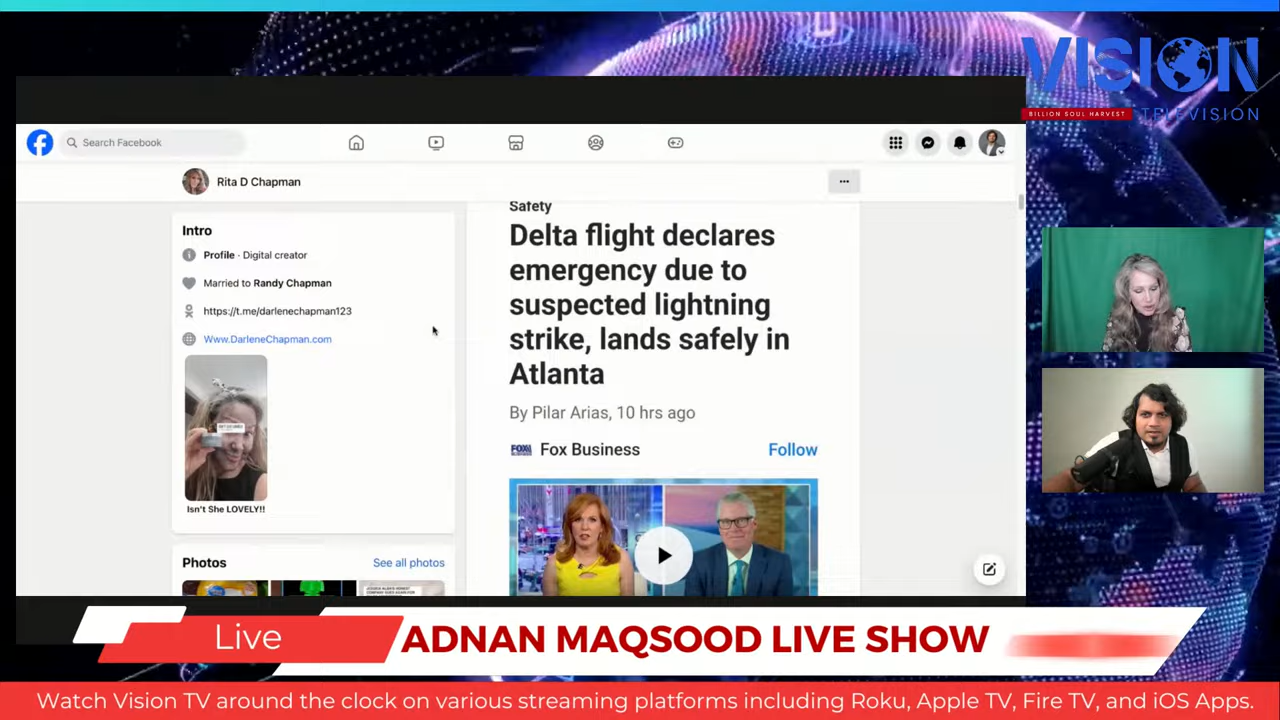 VISION
BILLION SOUL HARVEST TELEVISION
Search Facebook
Rita D Chapman
Intro
Profile · Digital creator
Married to Randy Chapman
https://t.me/darlenechapman123
Www.DarleneChapman.com
Isn't She LOVELY!!
Photos
See all photos
Safety
Delta flight declares
emergency due to
suspected lightning
strike, lands safely in
Atlanta
By Pilar Arias, 10 hrs ago
FOX
Fox Business
Follow
Live
ADNAN MAQSOOD LIVE SHOW
Watch Vision TV around the clock on various streaming platforms including Roku, Apple TV, Fire TV, and iOS Apps.